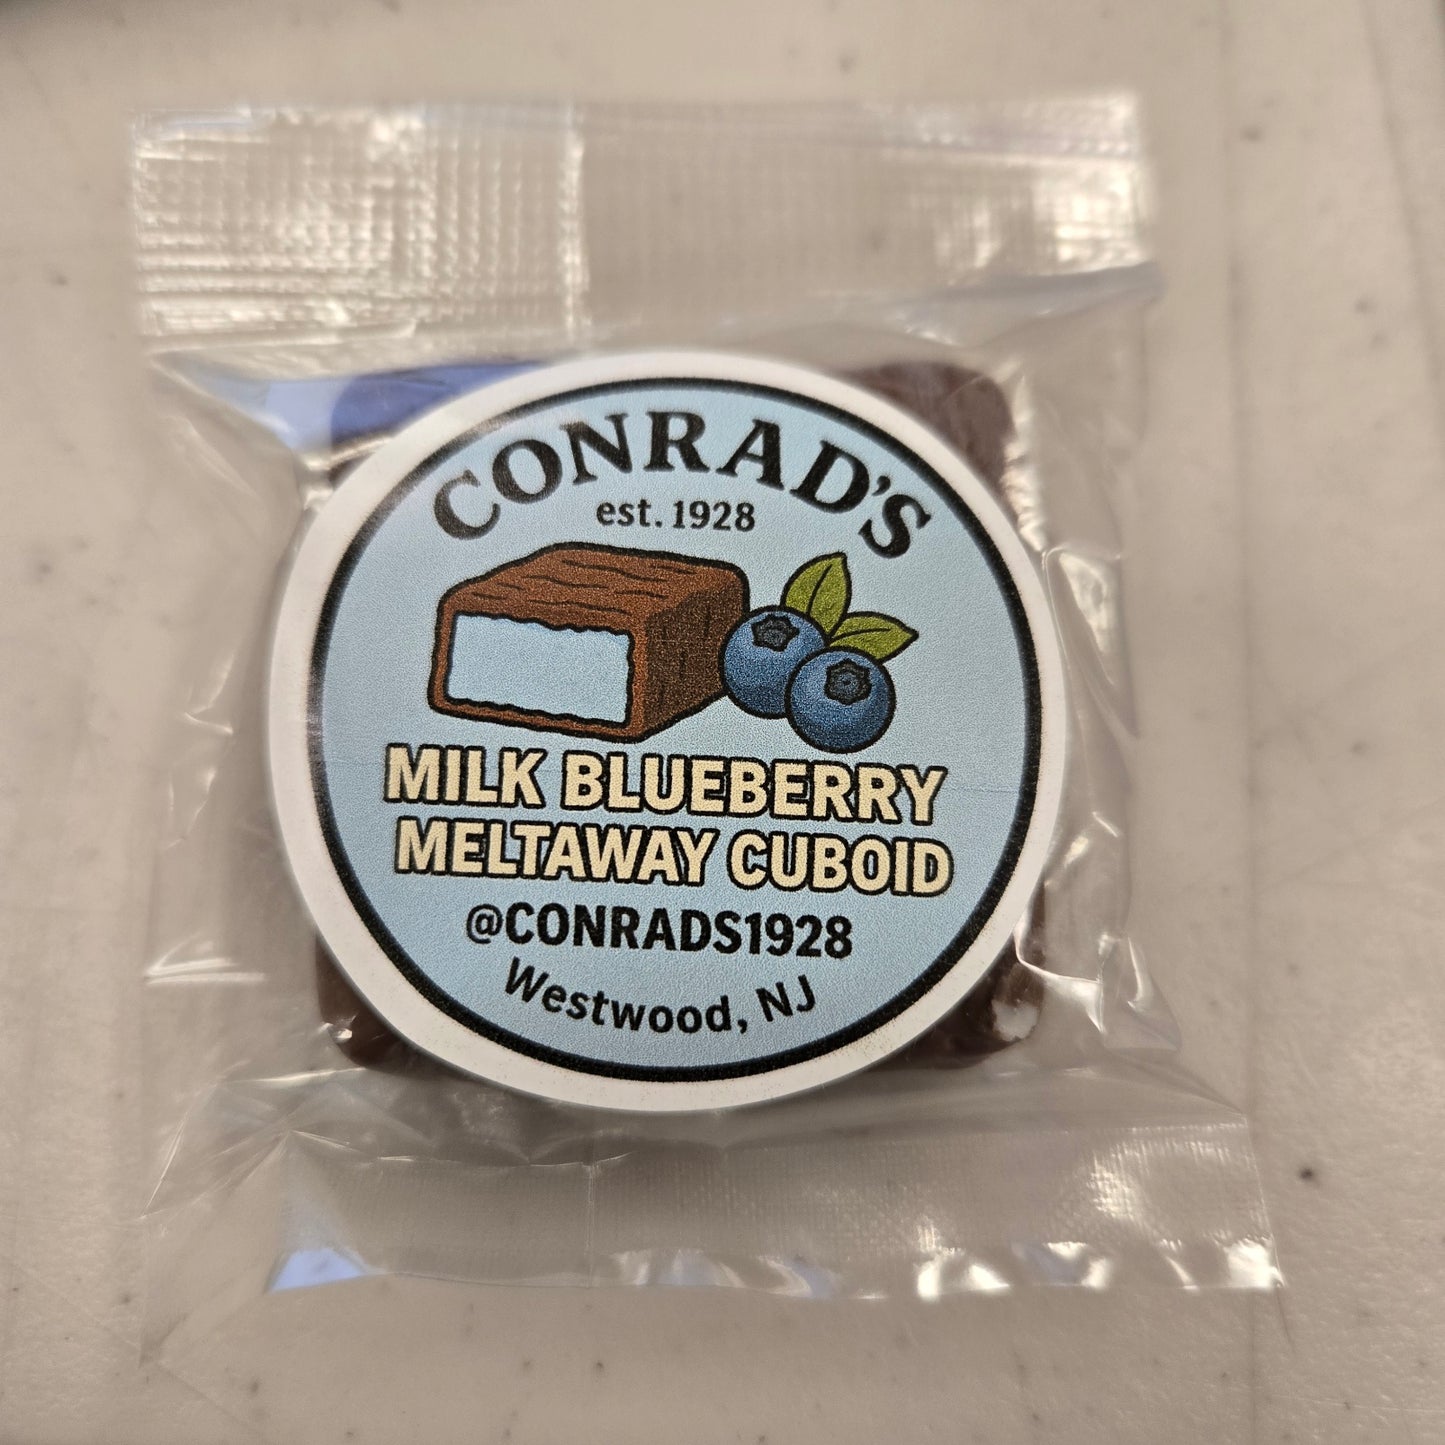 CONRAD'S
est. 1928
MILK BLUEBERRY
MELTAWAY CUBOID
@CONRADS1928
Westwood, NJ